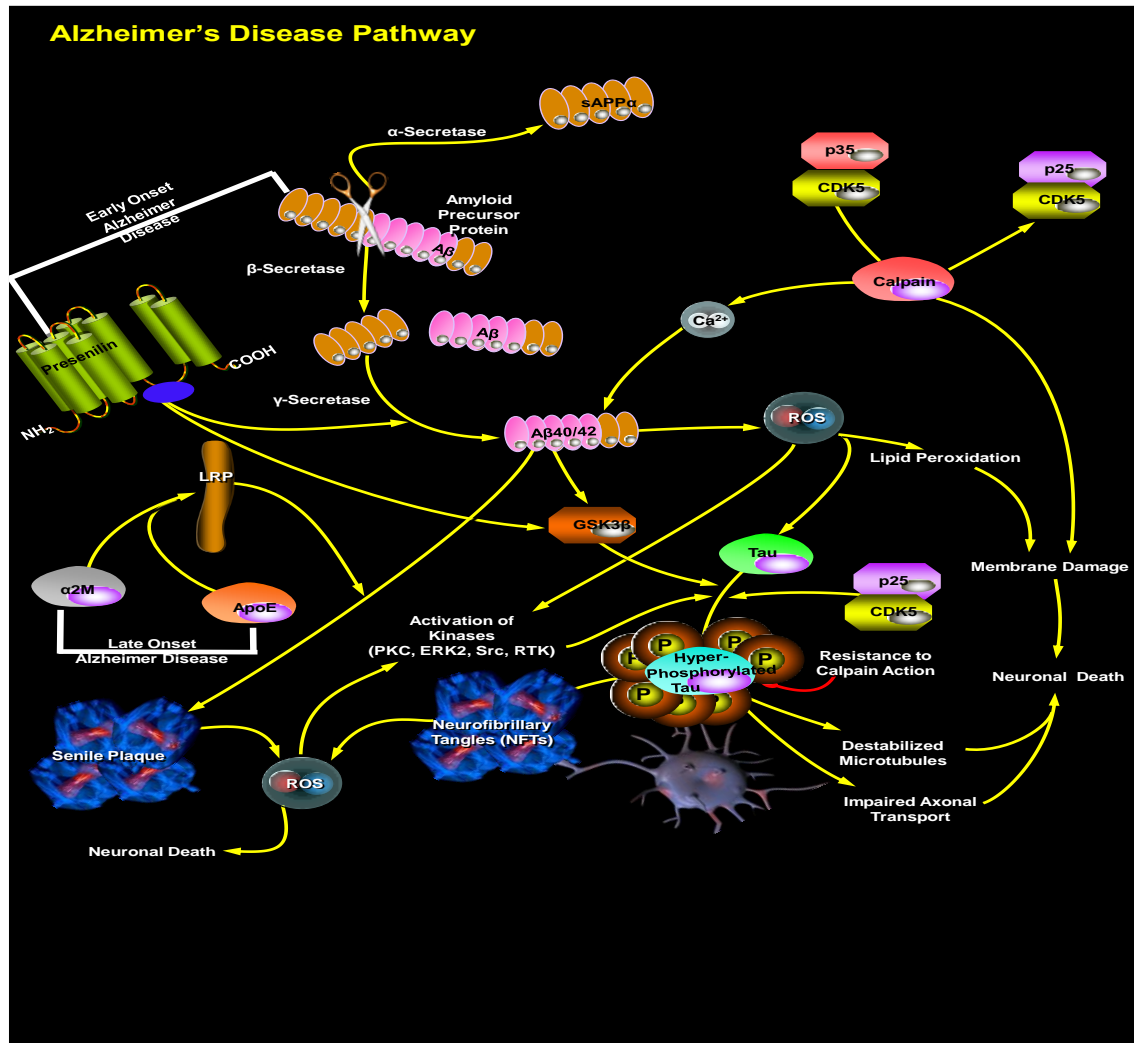 Alzheimer's Disease Pathway
sAPPα
α-Secretase
p35
CDK5
p25
CDK5
Early Onset
Alzheimer
Disease
Amyloid
Precursor
Protein
Aβ
β-Secretase
Calpain
Ca2+
Aβ
Presenilin
COOH
NH2
γ-Secretase
Aβ40/42
ROS
Lipid Peroxidation
LRP
GSK3β
Tau
Membrane Damage
α2M
ApoE
p25
CDK5
Late Onset
Alzheimer Disease
Activation of
Kinases
(PKC, ERK2, Src, RTK)
P
P
P
P
P
P
P
Hyper-
Phosphorylated
Tau
Resistance to
Calpain Action
Neuronal Death
Senile Plaque
Neurofibrillary
Tangles (NFTs)
ROS
Destabilized
Microtubules
Impaired Axonal
Transport
Neuronal Death